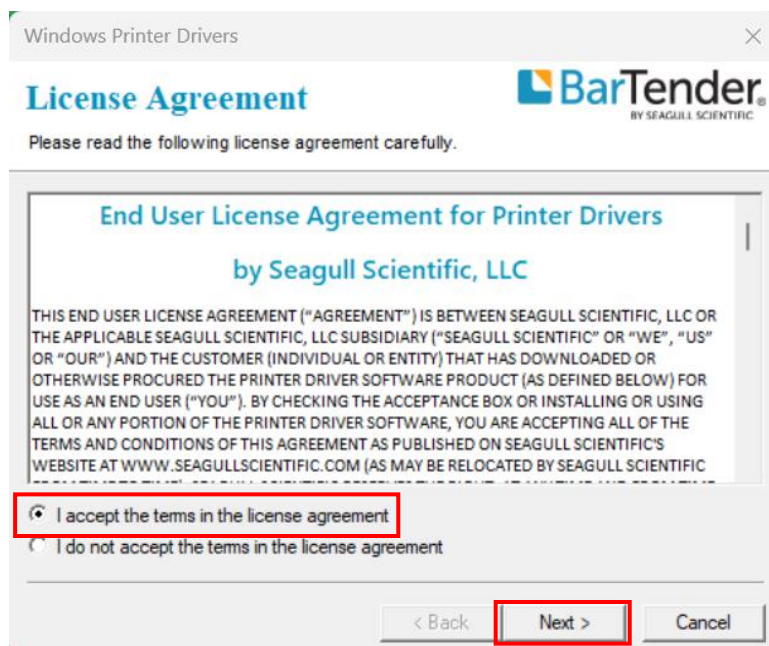 Windows Printer Drivers
License Agreement
BarTender®
BY SEAGULL SCIENTIFIC
Please read the following license agreement carefully.
End User License Agreement for Printer Drivers
by Seagull Scientific, LLC
THIS END USER LICENSE AGREEMENT (“AGREEMENT”) IS BETWEEN SEAGULL SCIENTIFIC, LLC OR
THE APPLICABLE SEAGULL SCIENTIFIC, LLC SUBSIDIARY (“SEAGULL SCIENTIFIC” OR “WE”, “US”
OR “OUR”) AND THE CUSTOMER (INDIVIDUAL OR ENTITY) THAT HAS DOWNLOADED OR
OTHERWISE PROCURED THE PRINTER DRIVER SOFTWARE PRODUCT (AS DEFINED BELOW) FOR
USE AS AN END USER (“YOU”). BY CHECKING THE ACCEPTANCE BOX OR INSTALLING OR USING
ALL OR ANY PORTION OF THE PRINTER DRIVER SOFTWARE, YOU ARE ACCEPTING ALL OF THE
TERMS AND CONDITIONS OF THIS AGREEMENT AS PUBLISHED ON SEAGULL SCIENTIFIC’S
WEBSITE AT WWW.SEAGULLSCIENTIFIC.COM (AS MAY BE RELOCATED BY SEAGULL SCIENTIFIC
I accept the terms in the license agreement
I do not accept the terms in the license agreement
< Back
Next >
Cancel